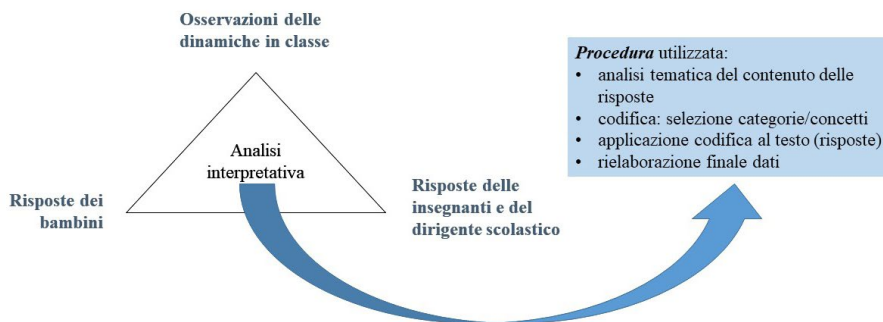 Osservazioni delle
dinamiche in classe
Analisi
interpretativa
Risposte dei
bambini
Risposte delle
insegnanti e del
dirigente scolastico
Procedura utilizzata:
• analisi tematica del contenuto delle
risposte
• codifica: selezione categorie/concetti
• applicazione codifica al testo (risposte)
• rielaborazione finale dati